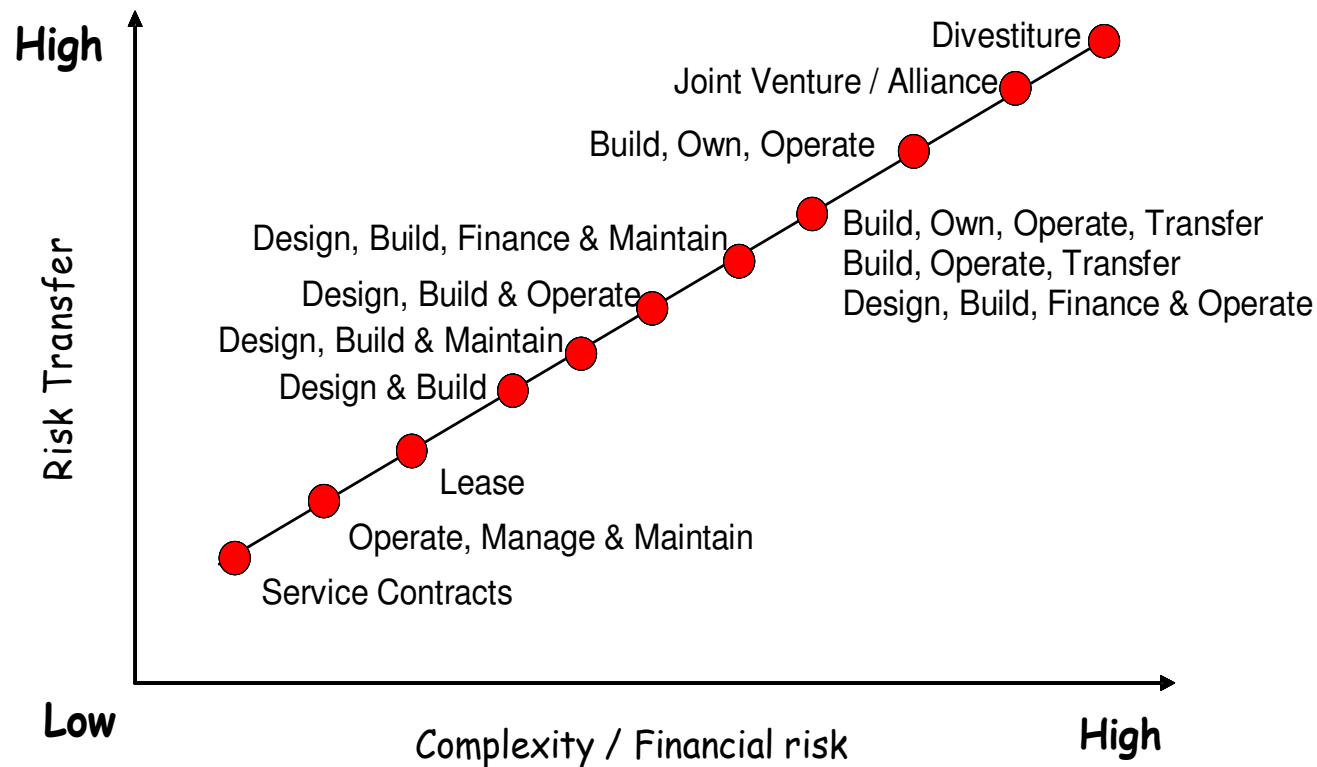 High
Divestiture
Joint Venture / Alliance
Build, Own, Operate
Build, Own, Operate, Transfer
Build, Operate, Transfer
Design, Build, Finance & Operate
Design, Build, Finance & Maintain
Design, Build & Operate
Design, Build & Maintain
Design & Build
Lease
Operate, Manage & Maintain
Service Contracts
Risk Transfer
Low
Complexity / Financial risk
High